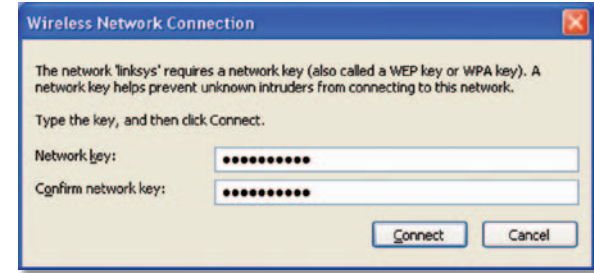 Wireless Network Connection
The network 'linksys' requires a network key (also called a WEP key or WPA key). A
network key helps prevent unknown intruders from connecting to this network.
Type the key, and then click Connect.
Network key: ●●●●●●●●●●
Confirm network key: ●●●●●●●●●●
Connect Cancel